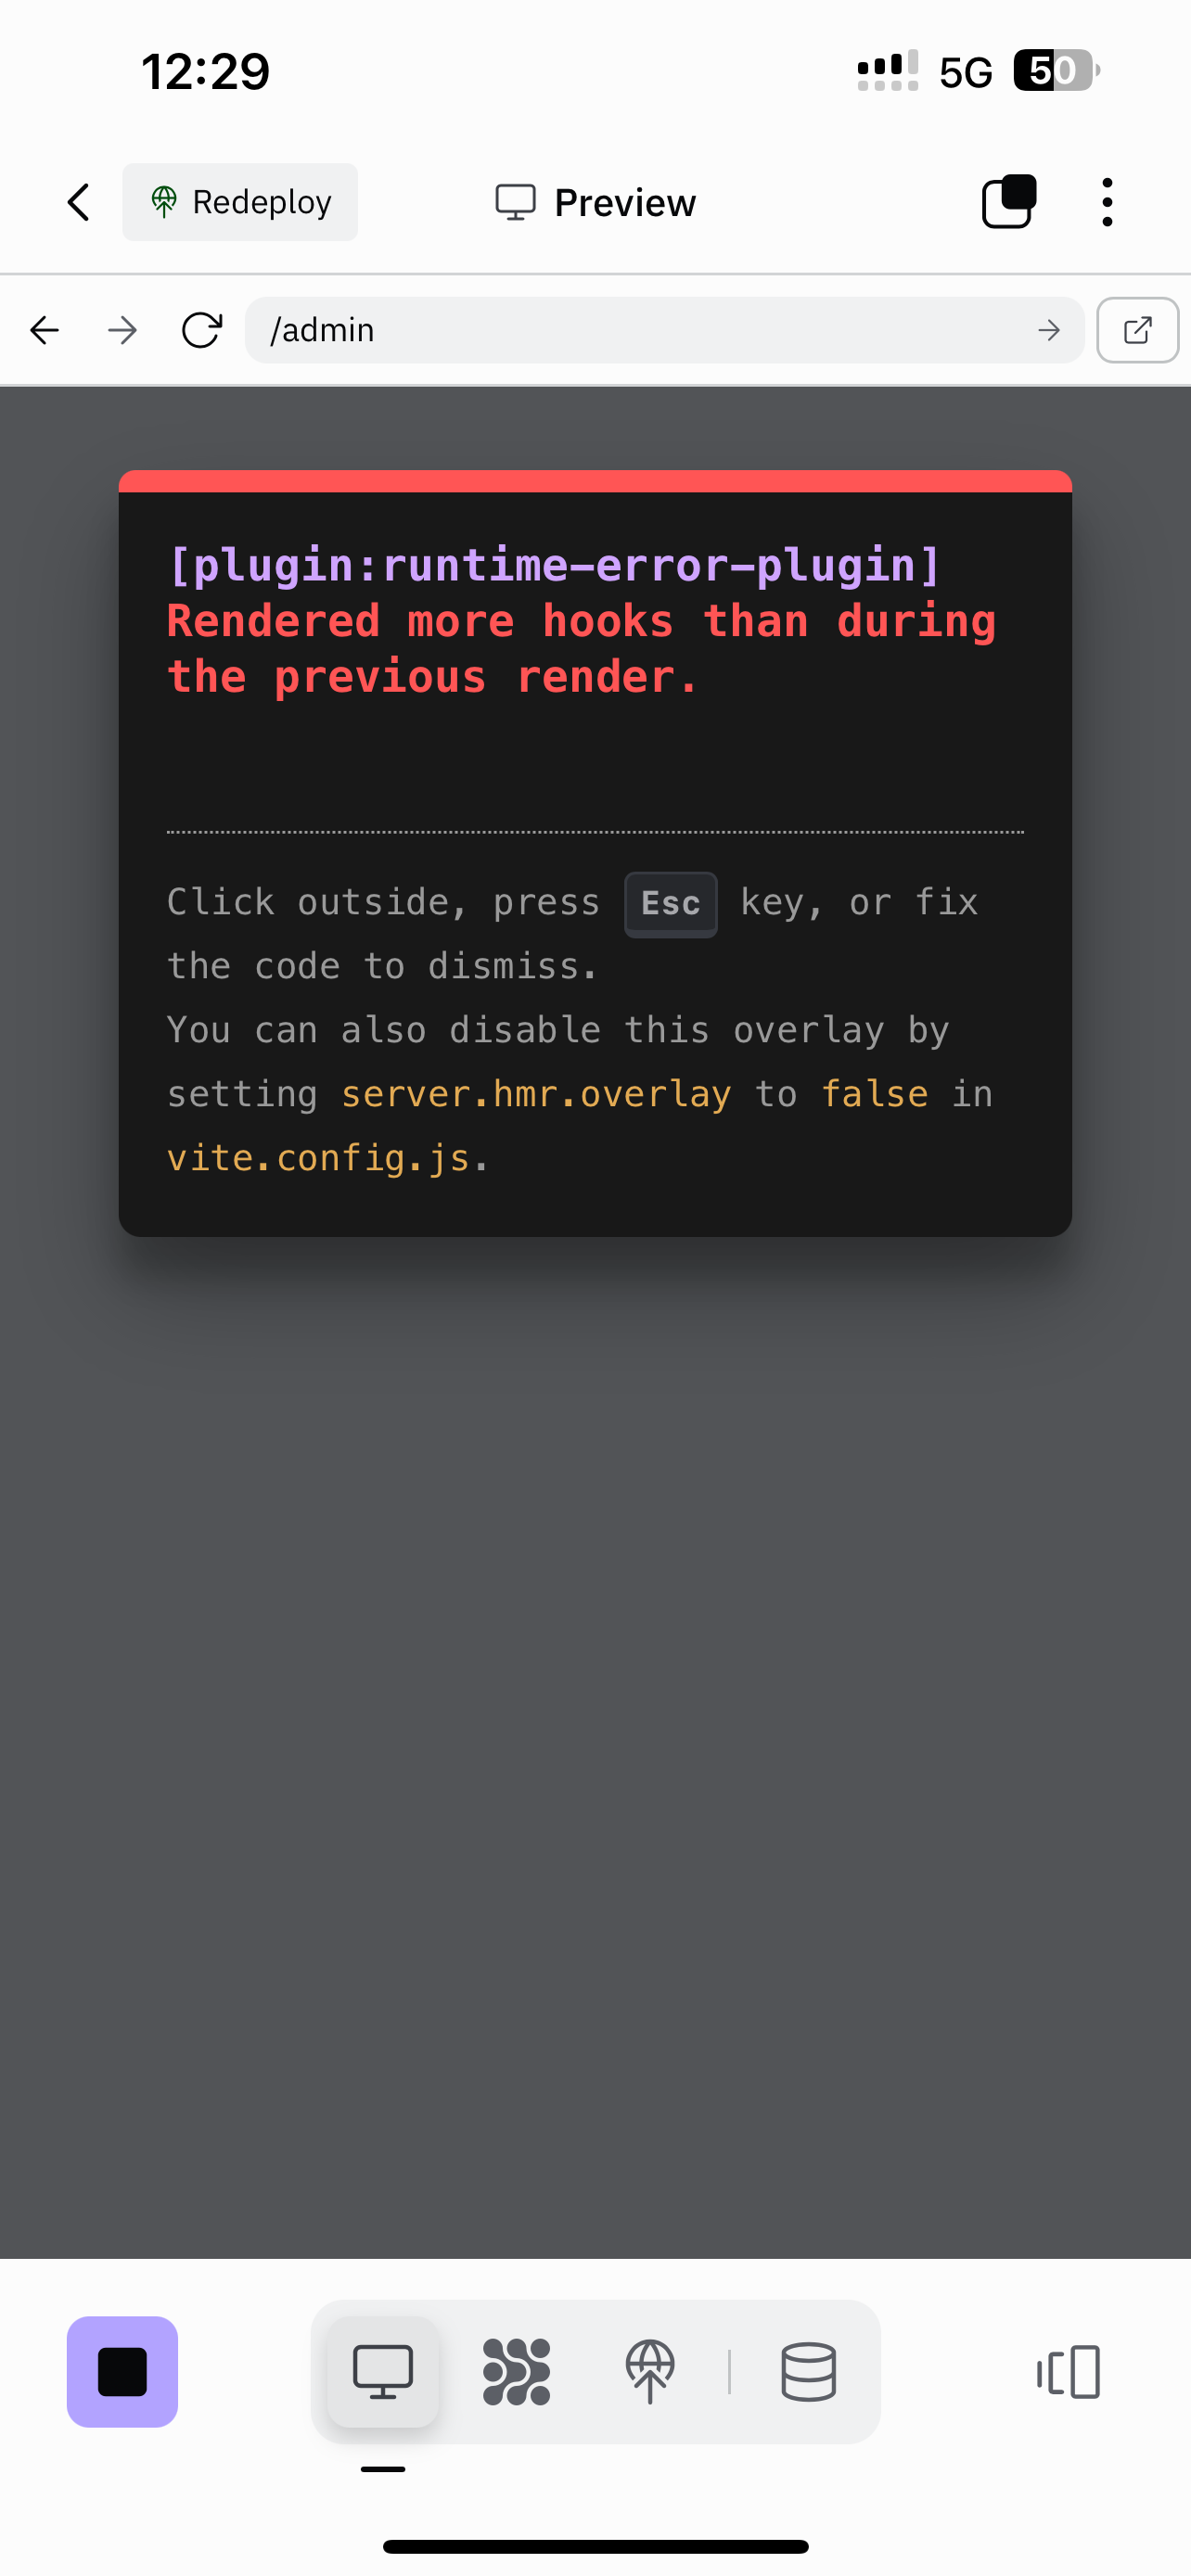 12:29
5G
50
Redeploy
Preview
/admin
[plugin:runtime-error-plugin]
Rendered more hooks than during
the previous render.
Click outside, press Esc key, or fix
the code to dismiss.
You can also disable this overlay by
setting server.hmr.overlay to false in
vite.config.js.